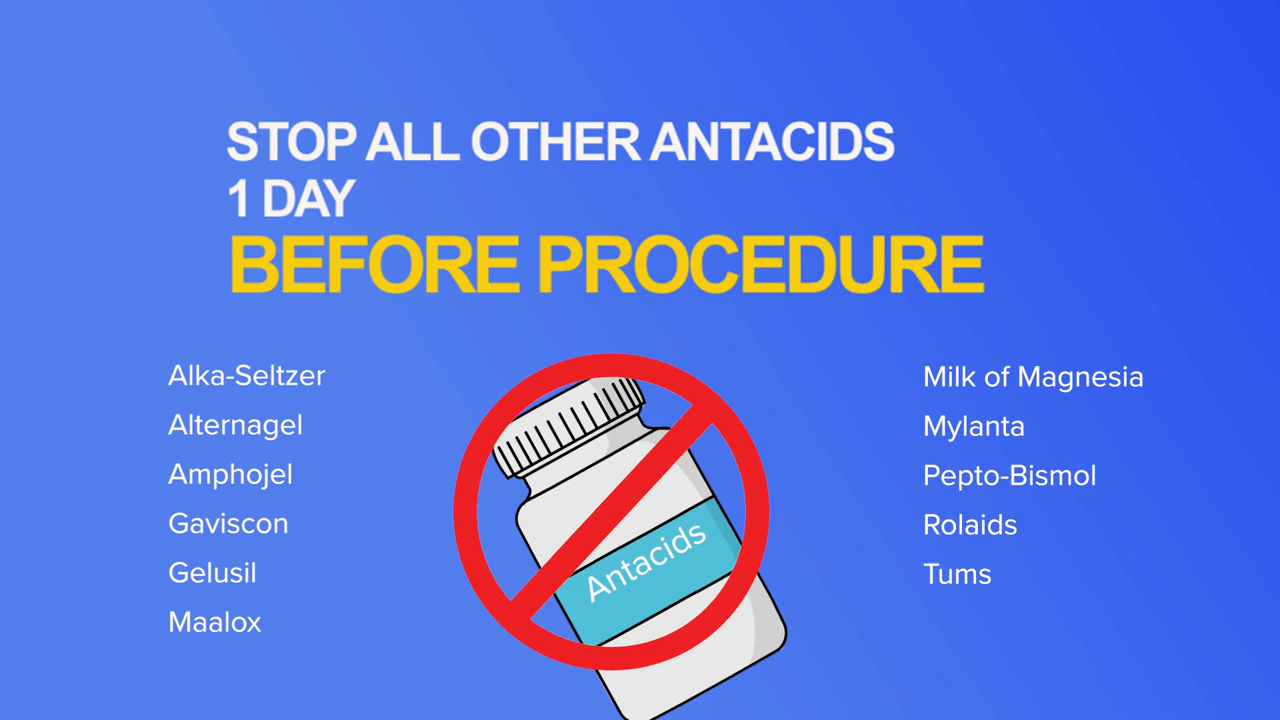 STOP ALL OTHER ANTACIDS
1 DAY
BEFORE PROCEDURE
Alka-Seltzer
Alternagel
Amphojel
Gaviscon
Gelusil
Maalox
Antacids
Milk of Magnesia
Mylanta
Pepto-Bismol
Rolaids
Tums